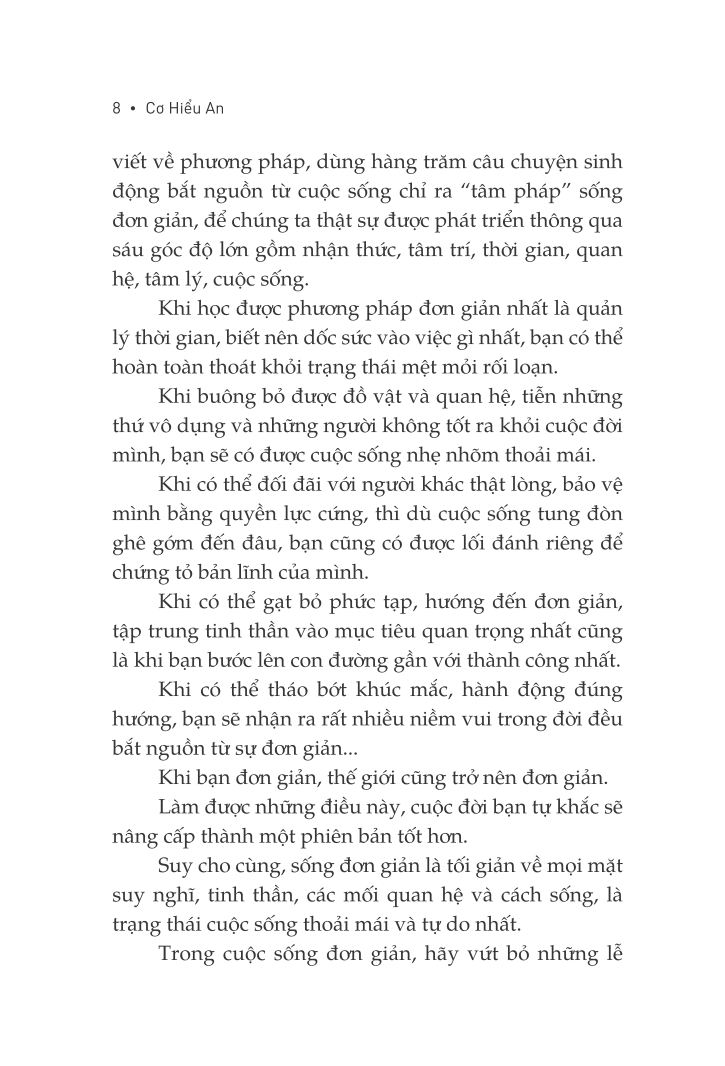 8 • Cơ Hiểu An
viết về phương pháp, dùng hàng trăm câu chuyện sinh
động bắt nguồn từ cuộc sống chỉ ra “tâm pháp” sống
đơn giản, để chúng ta thật sự được phát triển thông qua
sáu góc độ lớn gồm nhận thức, tâm trí, thời gian, quan
hệ, tâm lý, cuộc sống.
Khi học được phương pháp đơn giản nhất là quản
lý thời gian, biết nên dốc sức vào việc gì nhất, bạn có thể
hoàn toàn thoát khỏi trạng thái mệt mỏi rối loạn.
Khi buông bỏ được đồ vật và quan hệ, tiễn những
thứ vô dụng và những người không tốt ra khỏi cuộc đời
mình, bạn sẽ có được cuộc sống nhẹ nhõm thoải mái.
Khi có thể đối đãi với người khác thật lòng, bảo vệ
mình bằng quyền lực cứng, thì dù cuộc sống tung đòn
ghê gớm đến đâu, bạn cũng có được lối đánh riêng để
chứng tỏ bản lĩnh của mình.
Khi có thể gạt bỏ phức tạp, hướng đến đơn giản,
tập trung tinh thần vào mục tiêu quan trọng nhất cũng
là khi bạn bước lên con đường gần với thành công nhất.
Khi có thể tháo bớt khúc mắc, hành động đúng
hướng, bạn sẽ nhận ra rất nhiều niềm vui trong đời đều
bắt nguồn từ sự đơn giản...
Khi bạn đơn giản, thế giới cũng trở nên đơn giản.
Làm được những điều này, cuộc đời bạn tự khắc sẽ
nâng cấp thành một phiên bản tốt hơn.
Suy cho cùng, sống đơn giản là tối giản về mọi mặt
suy nghĩ, tinh thần, các mối quan hệ và cách sống, là
trạng thái cuộc sống thoải mái và tự do nhất.
Trong cuộc sống đơn giản, hãy vứt bỏ những lễ